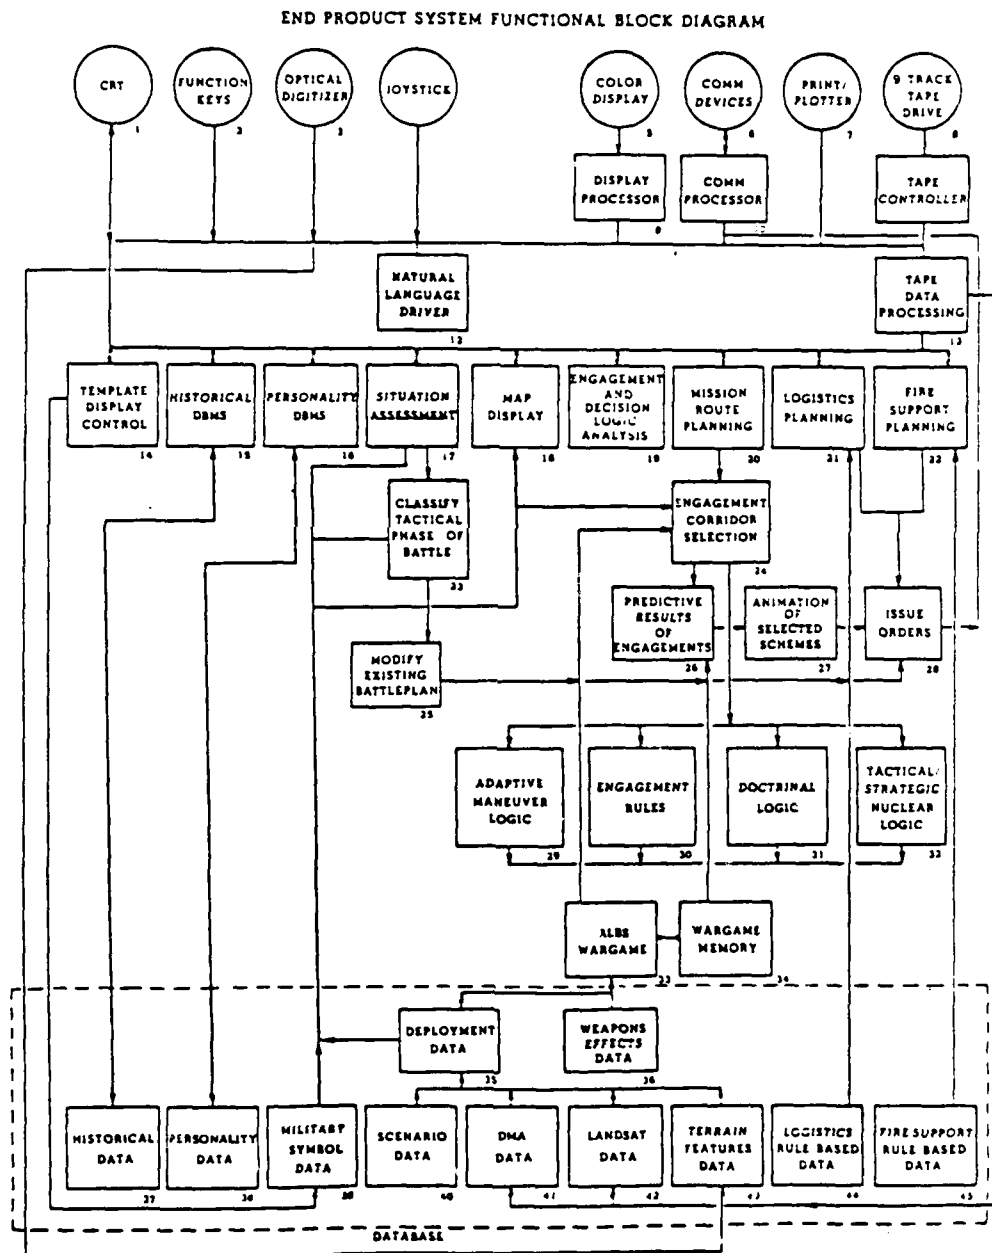 END PRODUCT SYSTEM FUNCTIONAL BLOCK DIAGRAM
CRT
1
FUNCTION
KEYS
2
OPTICAL
DIGITIZER
3
JOYSTICK
COLOR
DISPLAY
5
COMM
DEVICES
6
PRINT/
PLOTTER
7
9 TRACK
TAPE
DRIVE
8
DISPLAY
PROCESSOR
9
COMM
PROCESSOR
TAPE
CONTROLLER
NATURAL
LANGUAGE
DRIVER
12
TAPE
DATA
PROCESSING
13
TEMPLATE
DISPLAY
CONTROL
14
HISTORICAL
DBMS
15
PERSONALITY
DBMS
16
SITUATION
ASSESSMENT
17
MAP
DISPLAY
18
ENGAGEMENT
AND
DECISION
LOGIC
ANALYSIS
19
MISSION
ROUTE
PLANNING
20
LOGISTICS
PLANNING
21
FIRE
SUPPORT
PLANNING
22
CLASSIFY
TACTICAL
PHASE OF
BATTLE
23
ENGAGEMENT
CORRIDOR
SELECTION
24
MODIFY
EXISTING
BATTLEPLAN
25
PREDICTIVE
RESULTS
OF
ENGAGEMENTS
26
ANIMATION
OF
SELECTED
SCHEMES
27
ISSUE
ORDERS
28
ADAPTIVE
MANEUVER
LOGIC
29
ENGAGEMENT
RULES
30
DOCTRINAL
LOGIC
31
TACTICAL/
STRATEGIC
NUCLEAR
LOGIC
32
ALBE
WARGAME
33
WARGAME
MEMORY
34
DEPLOYMENT
DATA
35
WEAPONS
EFFECTS
DATA
36
HISTORICAL
DATA
37
PERSONALITY
DATA
38
MILITARY
SYMBOL
DATA
39
SCENARIO
DATA
40
DMA
DATA
41
LANDSAT
DATA
42
TERRAIN
FEATURES
DATA
43
LOGISTICS
RULE BASED
DATA
44
FIRE SUPPORT
RULE BASED
DATA
45
DATABASE